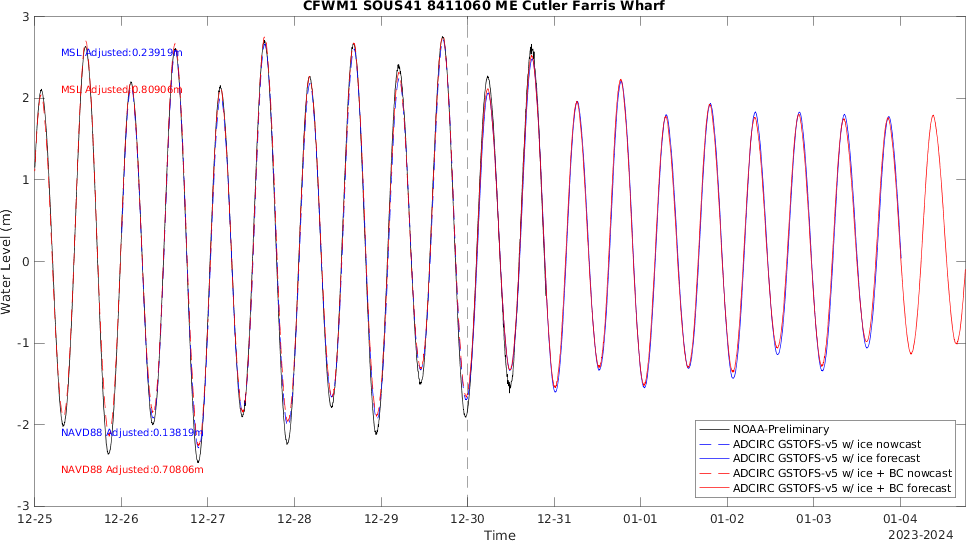 CFWM1 SOUS41 8411060 ME Cutler Farris Wharf
3
2
1
0
-1
-2
-3
Water Level (m)
MSL Adjusted:0.23919m
MSL Adjusted:0.80906m
NAVD88 Adjusted:0.13819m
NAVD88 Adjusted:0.70806m
NOAA-Preliminary
ADCIRC GSTOFS-v5 w/ ice nowcast
ADCIRC GSTOFS-v5 w/ ice forecast
ADCIRC GSTOFS-v5 w/ ice + BC nowcast
ADCIRC GSTOFS-v5 w/ ice + BC forecast
12-25 12-26 12-27 12-28 12-29 12-30 12-31 01-01 01-02 01-03 01-04
Time
2023-2024